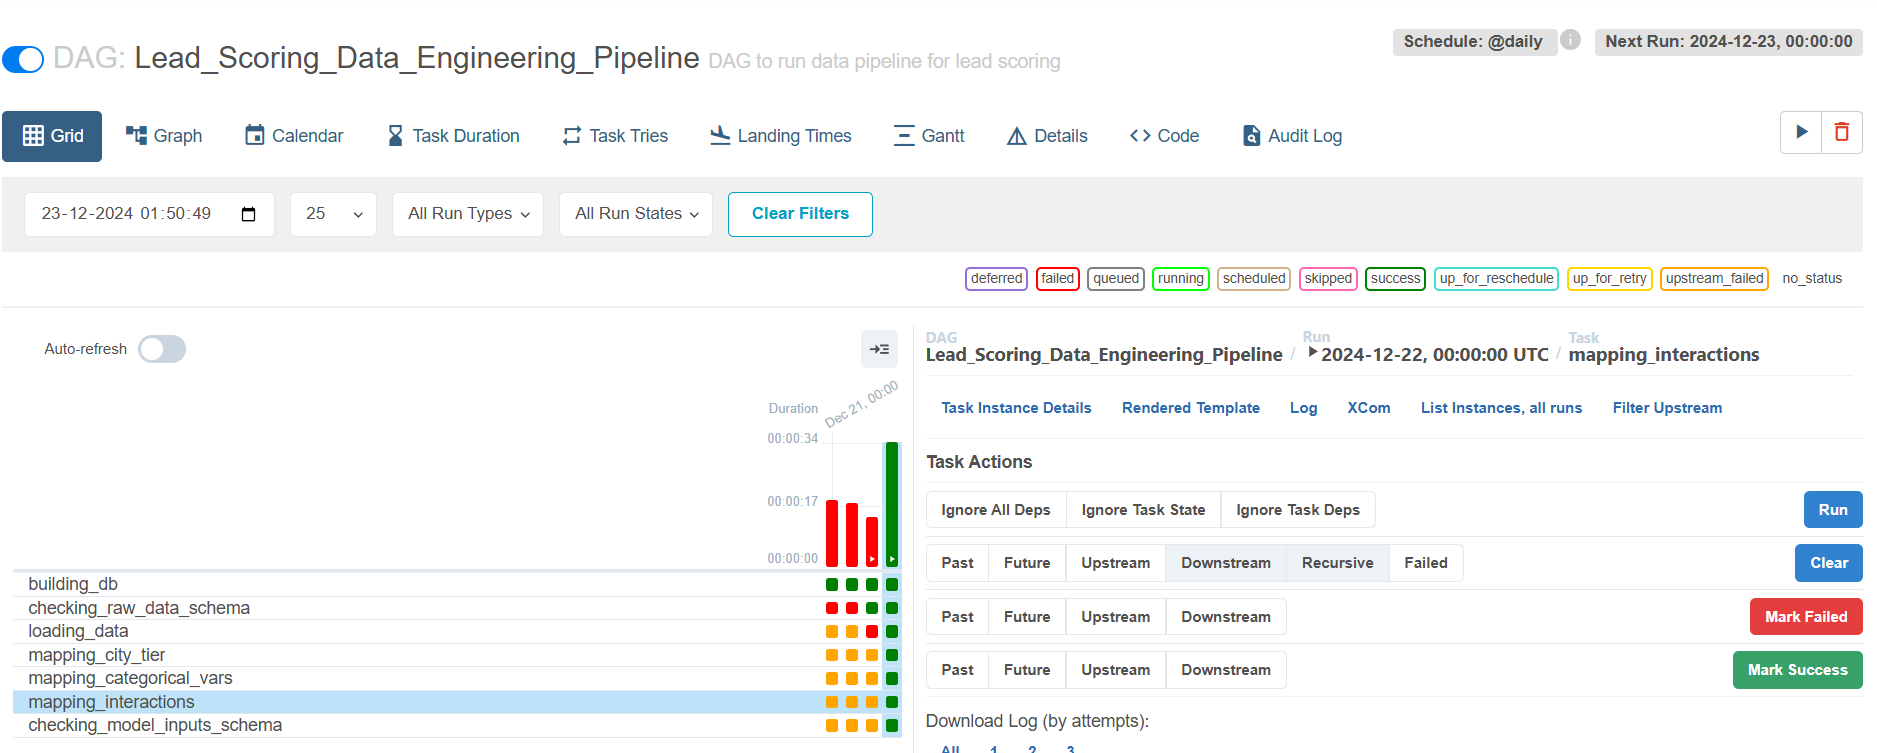 DAG: Lead_Scoring_Data_Engineering_Pipeline DAG to run data pipeline for lead scoring
Schedule: @daily i Next Run: 2024-12-23, 00:00:00
Grid Graph Calendar Task Duration Task Tries Landing Times Gantt Details Code Audit Log
23-12-2024 01:50:49 25 All Run Types All Run States Clear Filters
deferred failed queued running scheduled skipped success up_for_reschedule up_for_retry upstream_failed no_status
Auto-refresh
Duration
Dec 21, 00:00
00:00:34
00:00:17
00:00:00
building_db
checking_raw_data_schema
loading_data
mapping_city_tier
mapping_categorical_vars
mapping_interactions
checking_model_inputs_schema
DAG Run Task
Lead_Scoring_Data_Engineering_Pipeline / 2024-12-22, 00:00:00 UTC / mapping_interactions
Task Instance Details Rendered Template Log XCom List Instances, all runs Filter Upstream
Task Actions
Ignore All Deps Ignore Task State Ignore Task Deps Run
Past Future Upstream Downstream Recursive Failed Clear
Past Future Upstream Downstream Mark Failed
Past Future Upstream Downstream Mark Success
Download Log (by attempts):
All 1 2 3